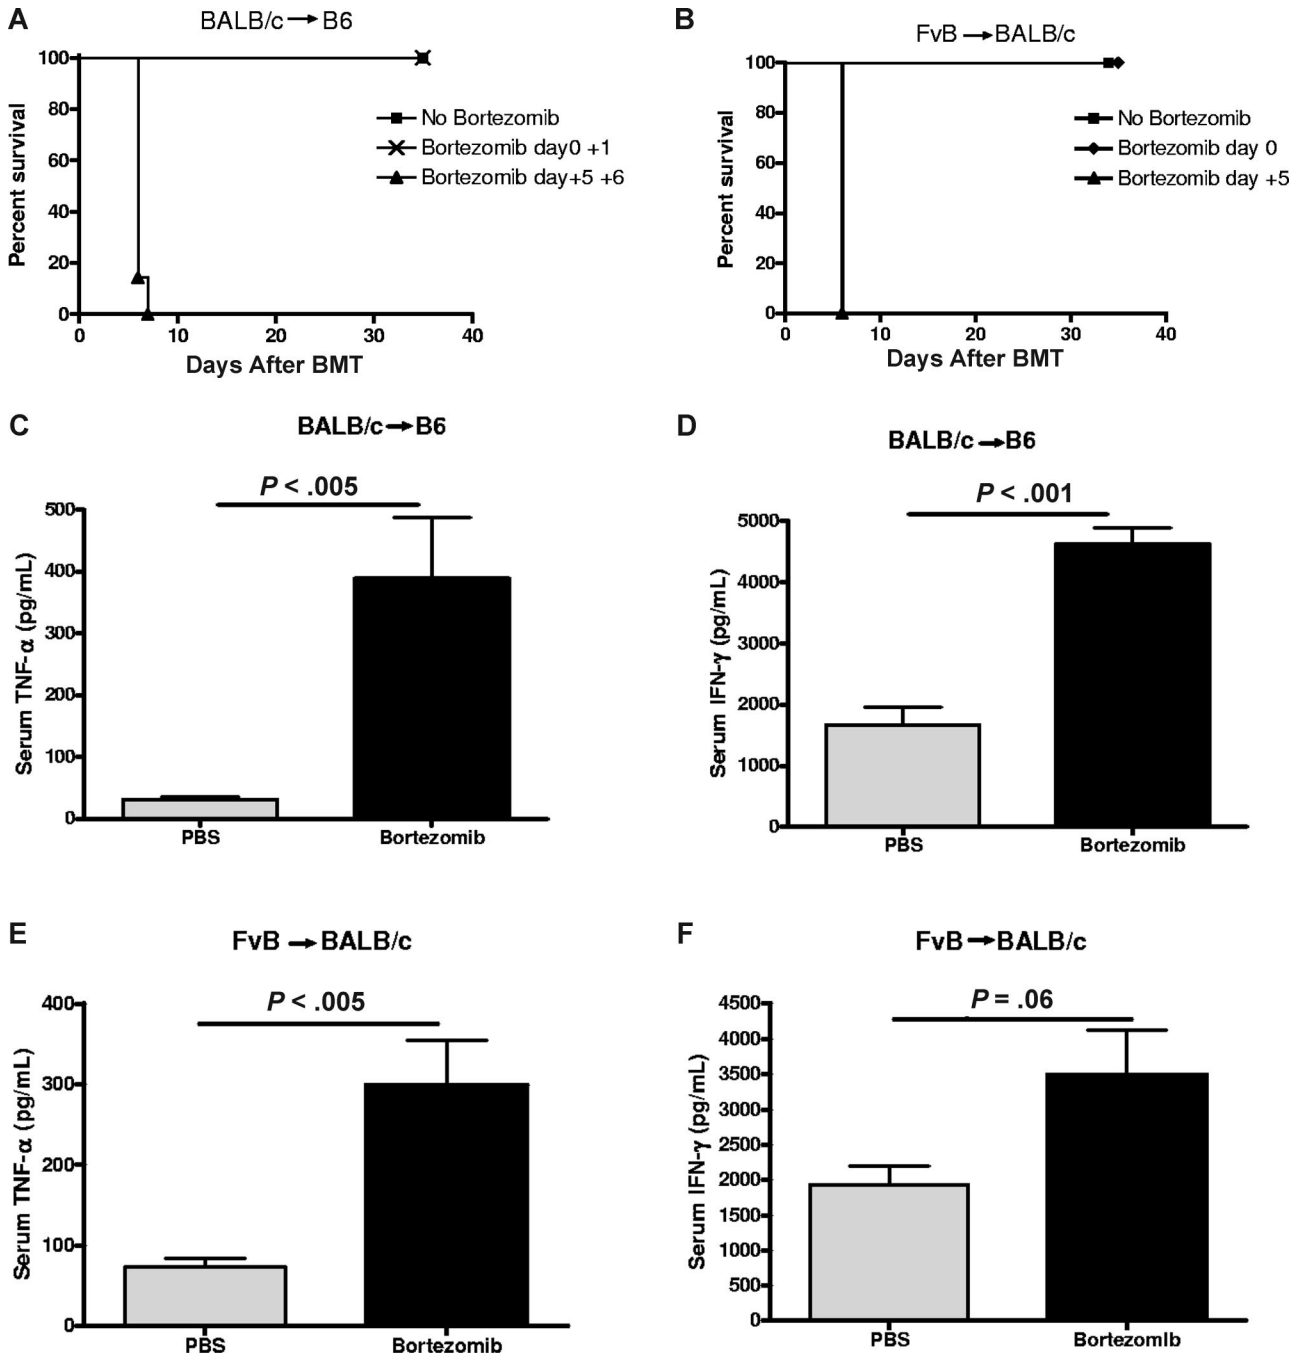 A
BALB/c → B6
Percent survival
100
80
60
40
20
0
0 10 20 30 40
Days After BMT
No Bortezomib
Bortezomib day0 +1
Bortezomib day+5 +6
B
FvB → BALB/c
Percent survival
100
80
60
40
20
0
0 10 20 30 40
Days After BMT
No Bortezomib
Bortezomib day 0
Bortezomib day +5
C
BALB/c → B6
P < .005
Serum TNF-α (pg/mL)
500
400
300
200
100
0
PBS Bortezomib
D
BALB/c → B6
P < .001
Serum IFN-γ (pg/mL)
5000
4000
3000
2000
1000
0
PBS Bortezomib
E
FvB → BALB/c
P < .005
Serum TNF-α (pg/mL)
400
300
200
100
0
PBS Bortezomib
F
FvB → BALB/c
P = .06
Serum IFN-γ (pg/mL)
4500
4000
3500
3000
2500
2000
1500
1000
500
0
PBS Bortezomib